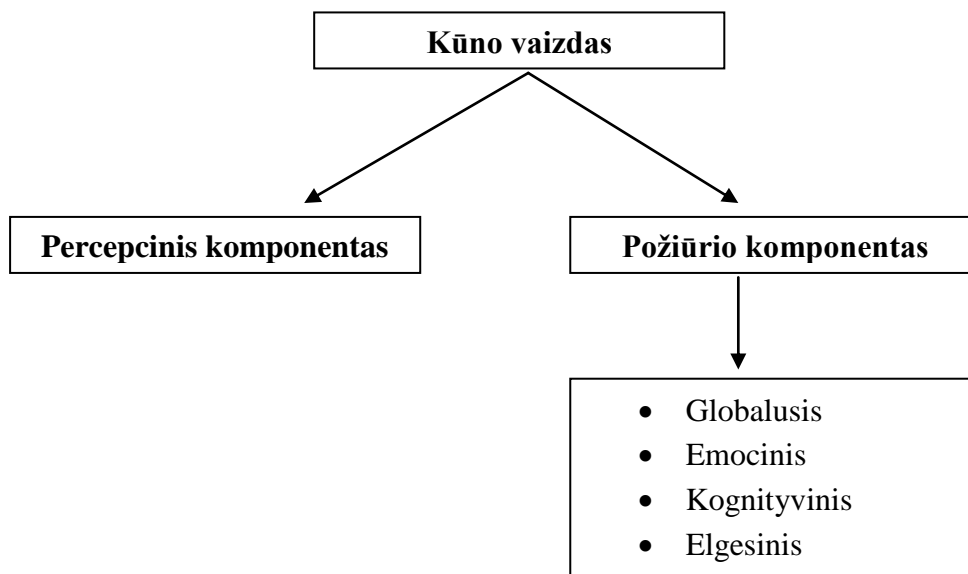 Kūno vaizdas
Percepcinis komponentas
Požiūrio komponentas
• Globalusis
• Emocinis
• Kognityvinis
• Elgesinis